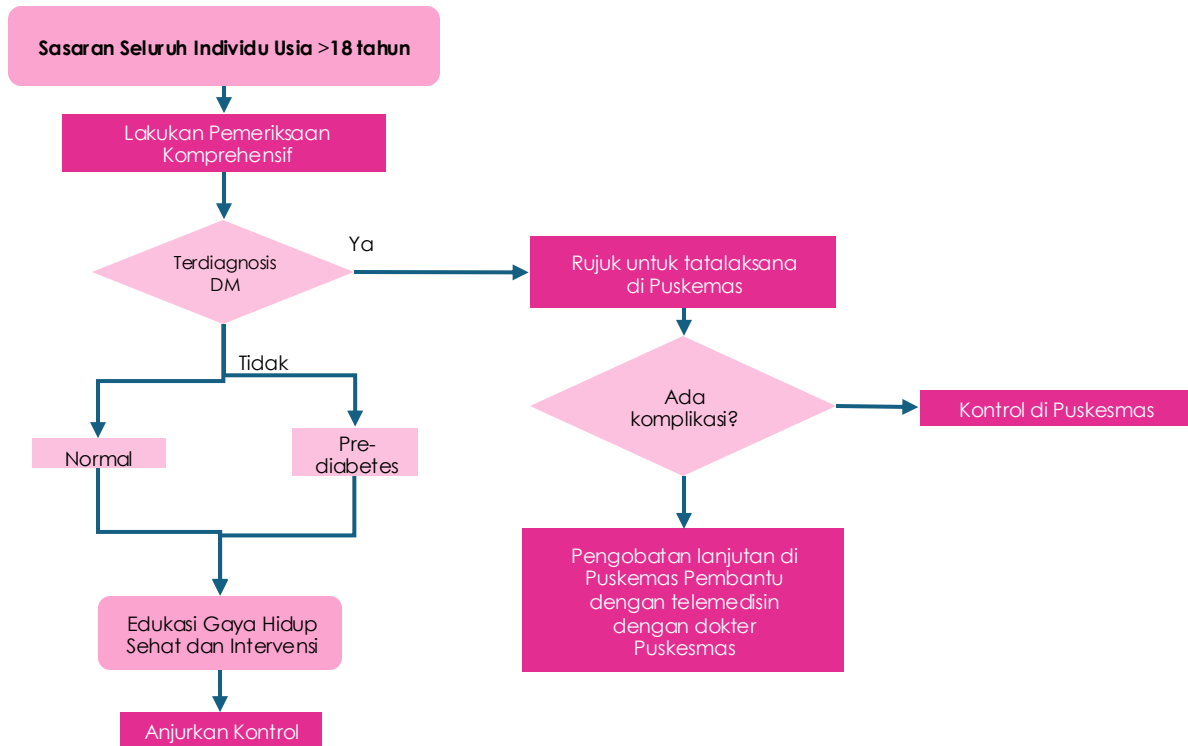 Sasaran Seluruh Individu Usia >18 tahun
Lakukan Pemeriksaan
Komprehensif
Terdiagnosis
DM
Ya
Rujuk untuk tatalaksana
di Puskemas
Tidak
Normal
Pre-
diabetes
Ada
komplikasi?
Kontrol di Puskesmas
Pengobatan lanjutan di
Puskemas Pembantu
dengan telemedisin
dengan dokter
Puskesmas
Edukasi Gaya Hidup
Sehat dan Intervensi
Anjurkan Kontrol